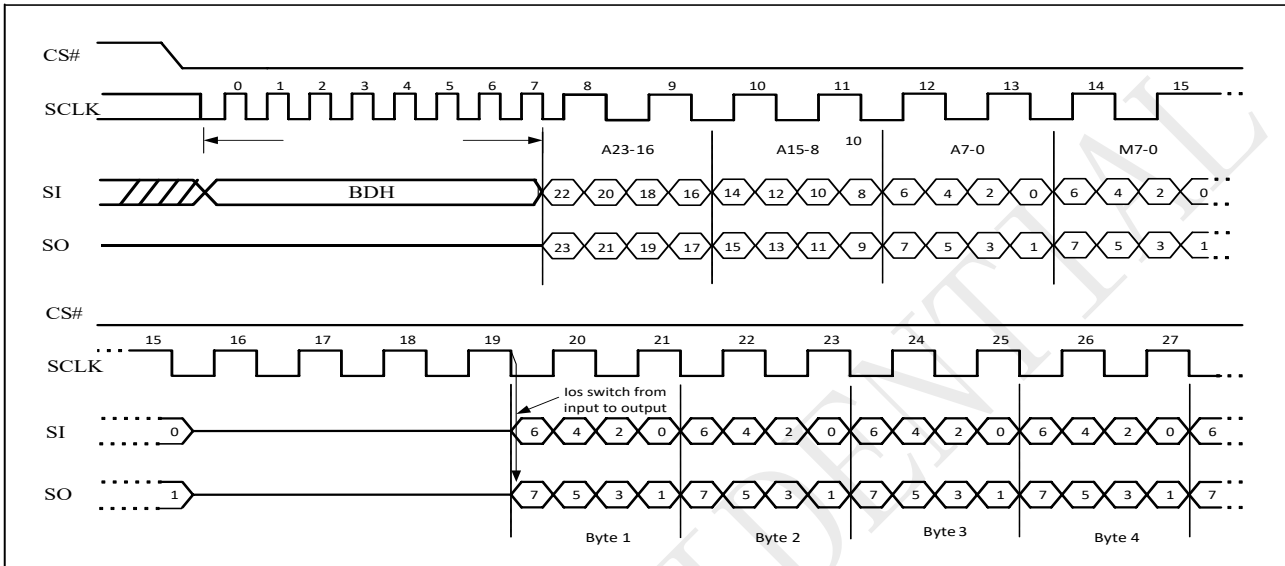 CS#
0 1 2 3 4 5 6 7 8 9 10 11 12 13 14 15
SCLK
A23-16 A15-8 10 A7-0 M7-0
SI BDH 22 20 18 16 14 12 10 8 6 4 2 0 6 4 2 0
SO 23 21 19 17 15 13 11 9 7 5 3 1 7 5 3 1
CS#
15 16 17 18 19 20 21 22 23 24 25 26 27
SCLK
Ios switch from
input to output
SI 0 6 4 2 0 6 4 2 0 6 4 2 0 6 4 2 0 6
SO 1 7 5 3 1 7 5 3 1 7 5 3 1 7 5 3 1 7
Byte 1 Byte 2 Byte 3 Byte 4
IDENTIAL